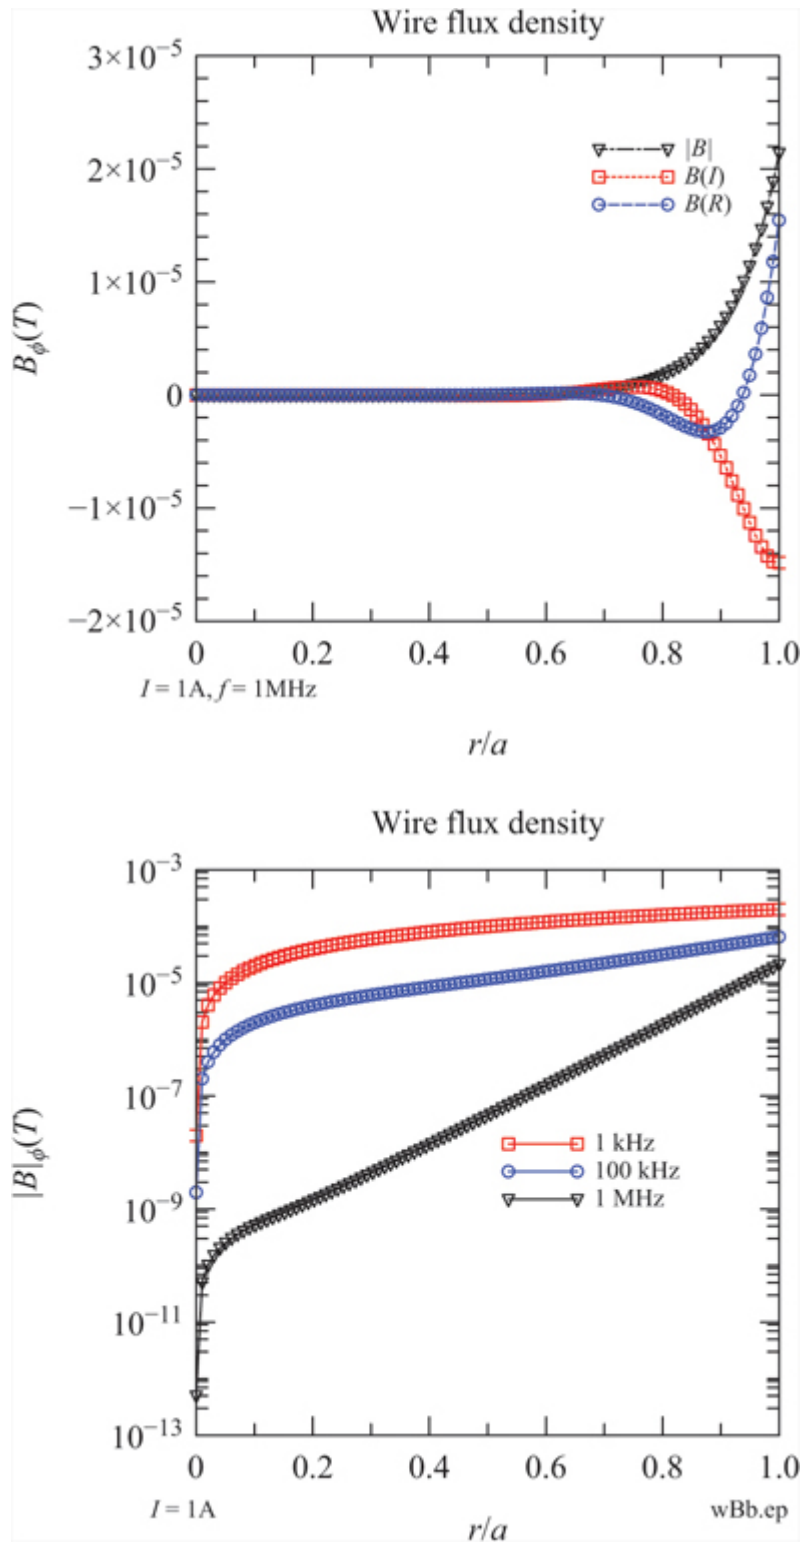 Wire flux density
3×10⁻⁵
2×10⁻⁵
1×10⁻⁵
0
−1×10⁻⁵
−2×10⁻⁵
Bϕ(T)
|B|
B(I)
B(R)
0 0.2 0.4 0.6 0.8 1.0
I = 1A, f = 1MHz
r/a
Wire flux density
10⁻³
10⁻⁵
10⁻⁷
10⁻⁹
10⁻¹¹
10⁻¹³
|B|ϕ(T)
1 kHz
100 kHz
1 MHz
0 0.2 0.4 0.6 0.8 1.0
I = 1A
wBb.ep
r/a